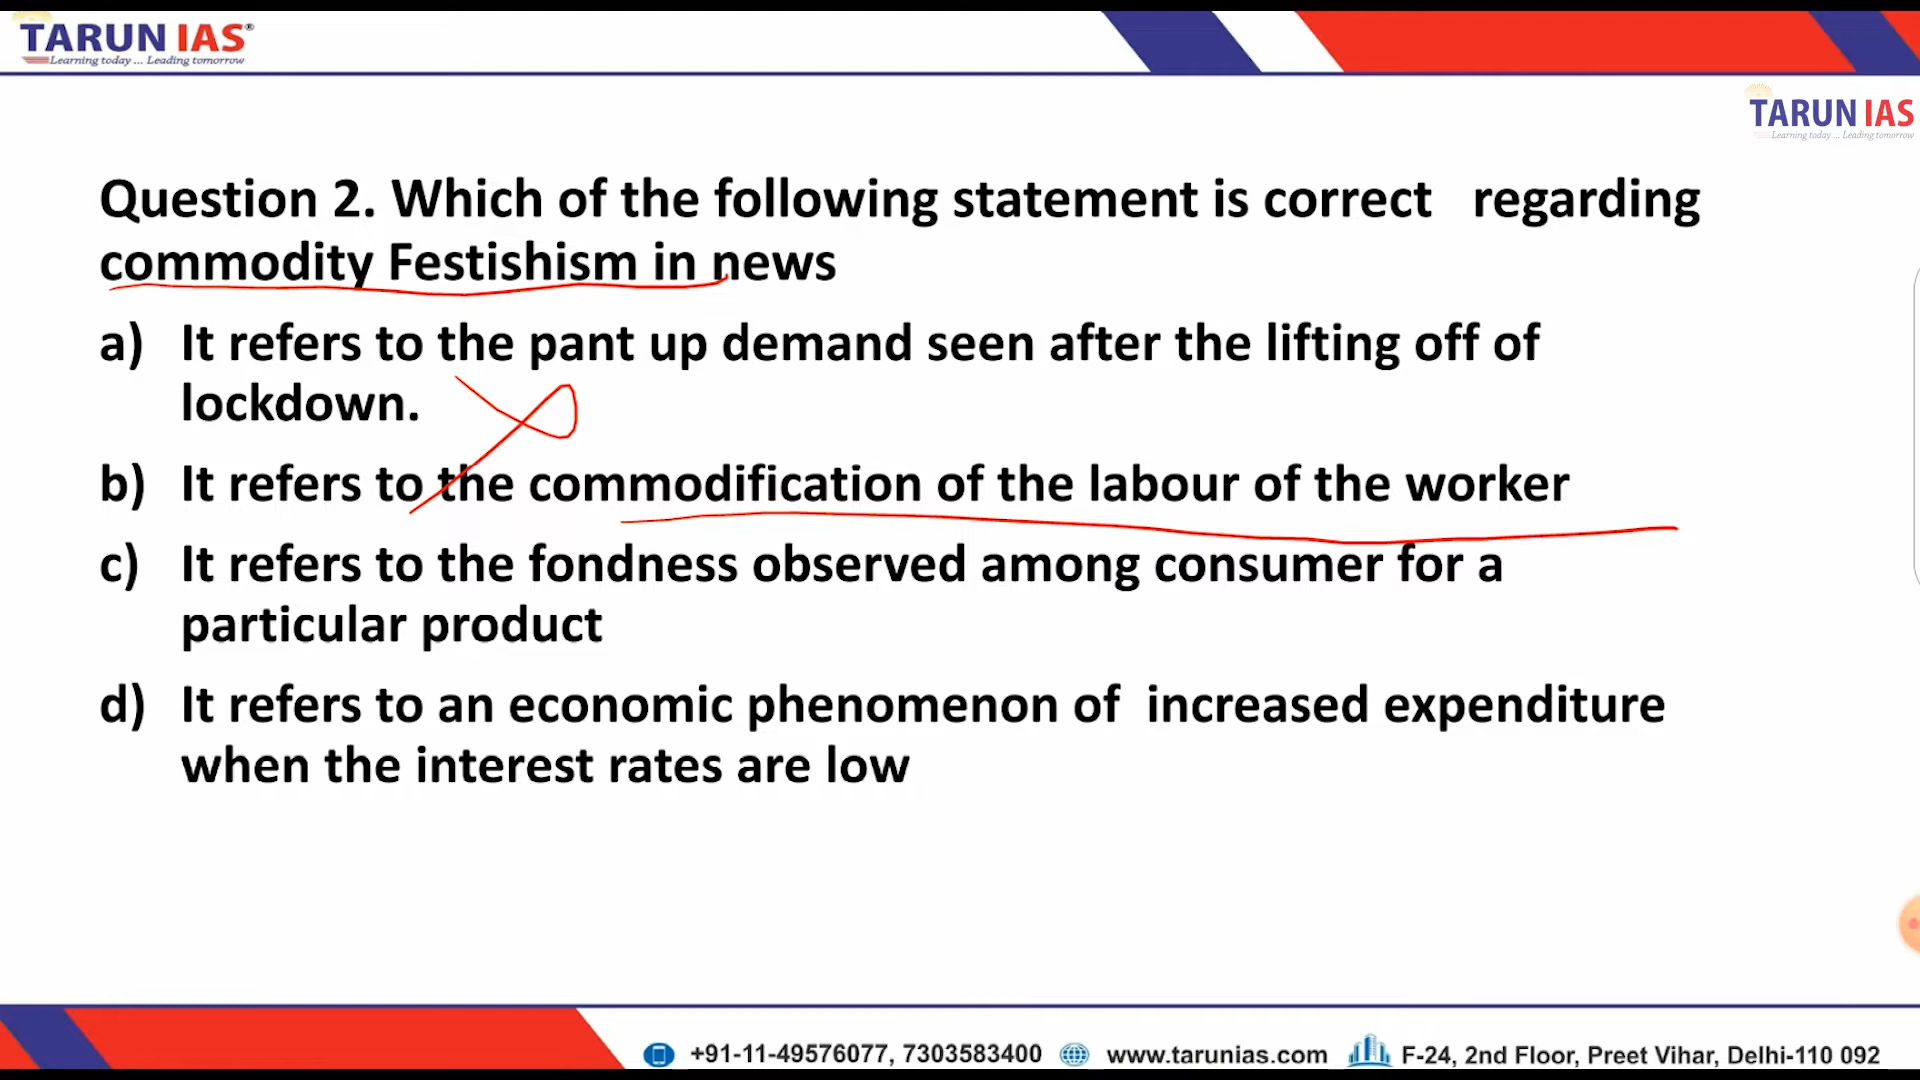 TARUN IAS®
Learning today ... Leading tomorrow
TARUN IAS
Learning today ... Leading tomorrow
Question 2. Which of the following statement is correct regarding
commodity Festishism in news
a) It refers to the pant up demand seen after the lifting off of
lockdown.
b) It refers to the commodification of the labour of the worker
c) It refers to the fondness observed among consumer for a
particular product
d) It refers to an economic phenomenon of increased expenditure
when the interest rates are low
+91-11-49576077, 7303583400 www.tarunias.com F-24, 2nd Floor, Preet Vihar, Delhi-110 092